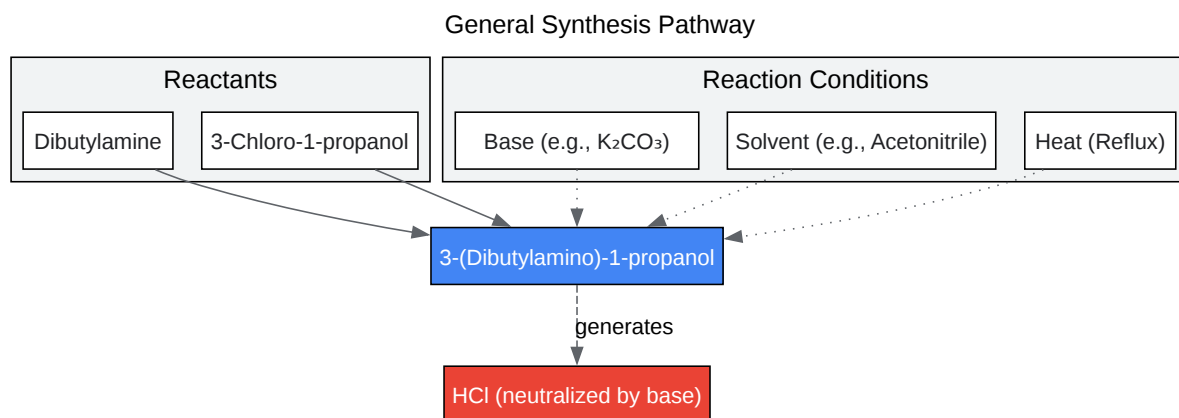 General Synthesis Pathway
Reactants
Reaction Conditions
Dibutylamine
3-Chloro-1-propanol
Base (e.g., K₂CO₃)
Solvent (e.g., Acetonitrile)
Heat (Reflux)
3-(Dibutylamino)-1-propanol
generates
HCl (neutralized by base)